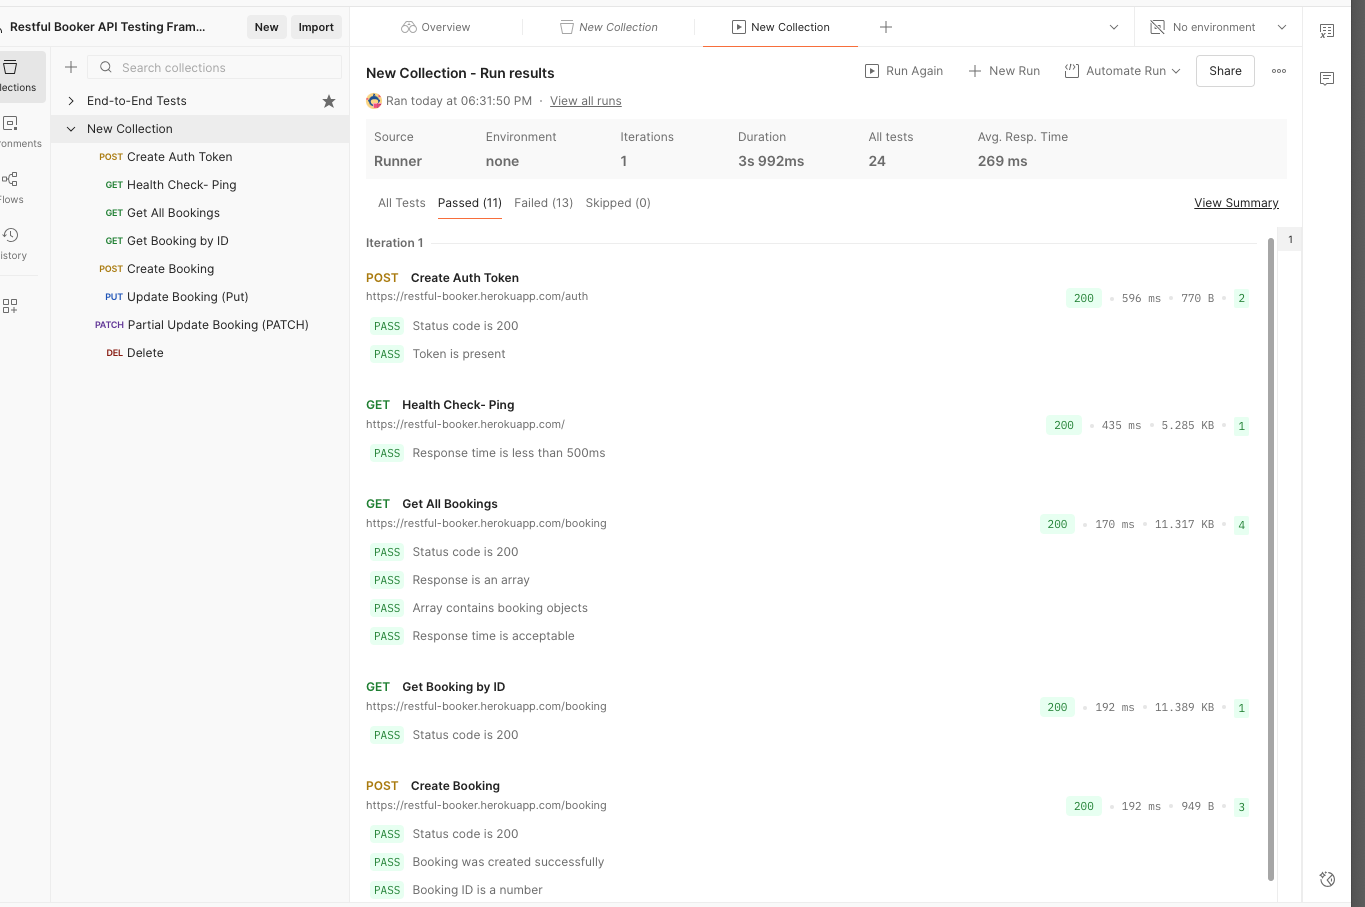 Restful Booker API Testing Fram...
New
Import
Overview
New Collection
New Collection
No environment
lections
ronments
lows
istory
Search collections
End-to-End Tests
New Collection
POST Create Auth Token
GET Health Check- Ping
GET Get All Bookings
GET Get Booking by ID
POST Create Booking
PUT Update Booking (Put)
PATCH Partial Update Booking (PATCH)
DEL Delete
New Collection - Run results
Run Again
New Run
Automate Run
Share
Ran today at 06:31:50 PM · View all runs
Source Environment Iterations Duration All tests Avg. Resp. Time
Runner none 1 3s 992ms 24 269 ms
All Tests Passed (11) Failed (13) Skipped (0) View Summary
Iteration 1
1
POST Create Auth Token
https://restful-booker.herokuapp.com/auth
200 • 596 ms • 770 B • 2
PASS Status code is 200
PASS Token is present
GET Health Check- Ping
https://restful-booker.herokuapp.com/
200 • 435 ms • 5.285 KB • 1
PASS Response time is less than 500ms
GET Get All Bookings
https://restful-booker.herokuapp.com/booking
200 • 170 ms • 11.317 KB • 4
PASS Status code is 200
PASS Response is an array
PASS Array contains booking objects
PASS Response time is acceptable
GET Get Booking by ID
https://restful-booker.herokuapp.com/booking
200 • 192 ms • 11.389 KB • 1
PASS Status code is 200
POST Create Booking
https://restful-booker.herokuapp.com/booking
200 • 192 ms • 949 B • 3
PASS Status code is 200
PASS Booking was created successfully
PASS Booking ID is a number